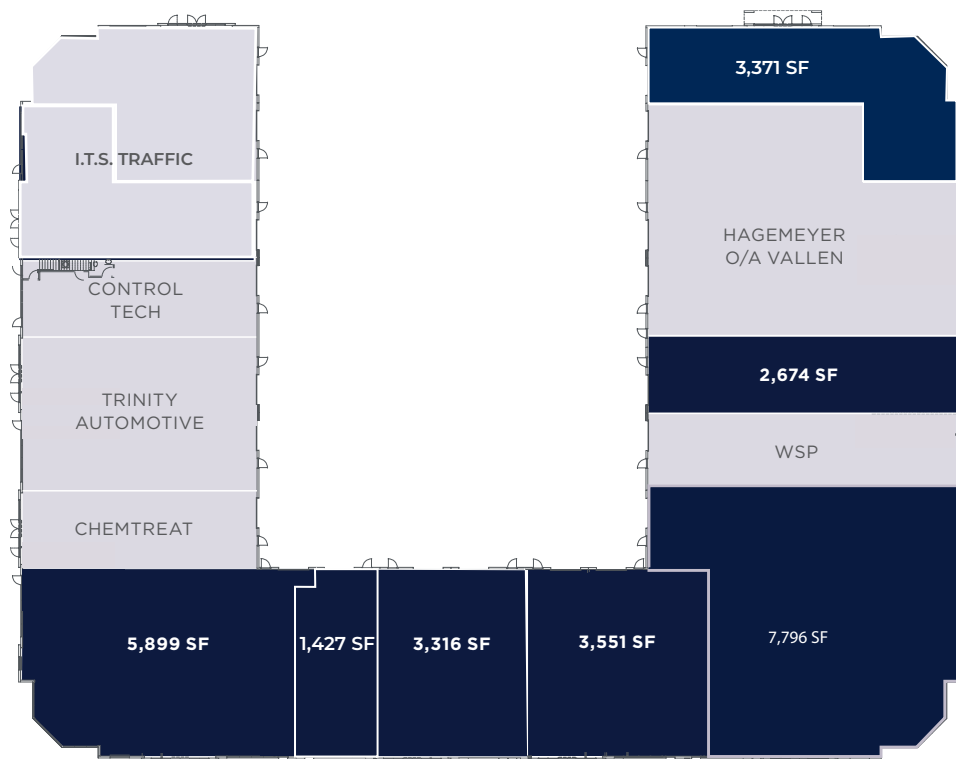 3,371 SF
I.T.S. TRAFFIC
HAGEMEYER
O/A VALLEN
CONTROL
TECH
2,674 SF
TRINITY
AUTOMOTIVE
WSP
CHEMTREAT
5,899 SF
1,427 SF
3,316 SF
3,551 SF
7,796 SF